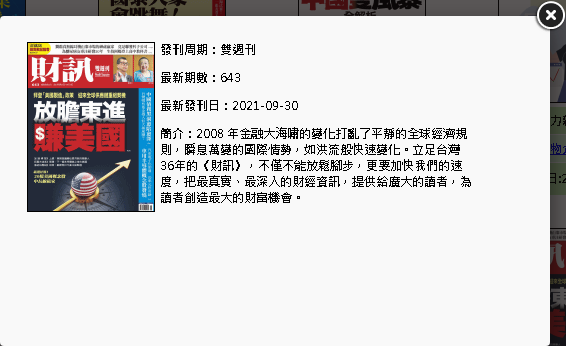 財訊
雙週刊
放膽東進
$賺美國
發刊周期：雙週刊
最新期數：643
最新發刊日：2021-09-30
簡介：2008 年金融大海嘯的變化打亂了平靜的全球經濟規
則，瞬息萬變的國際情勢，如洪流般快速變化。立足台灣
36年的《財訊》，不僅不能放鬆腳步，更要加快我們的速
度，把最真實、最深入的財經資訊，提供給廣大的讀者，為
讀者創造最大的財富機會。